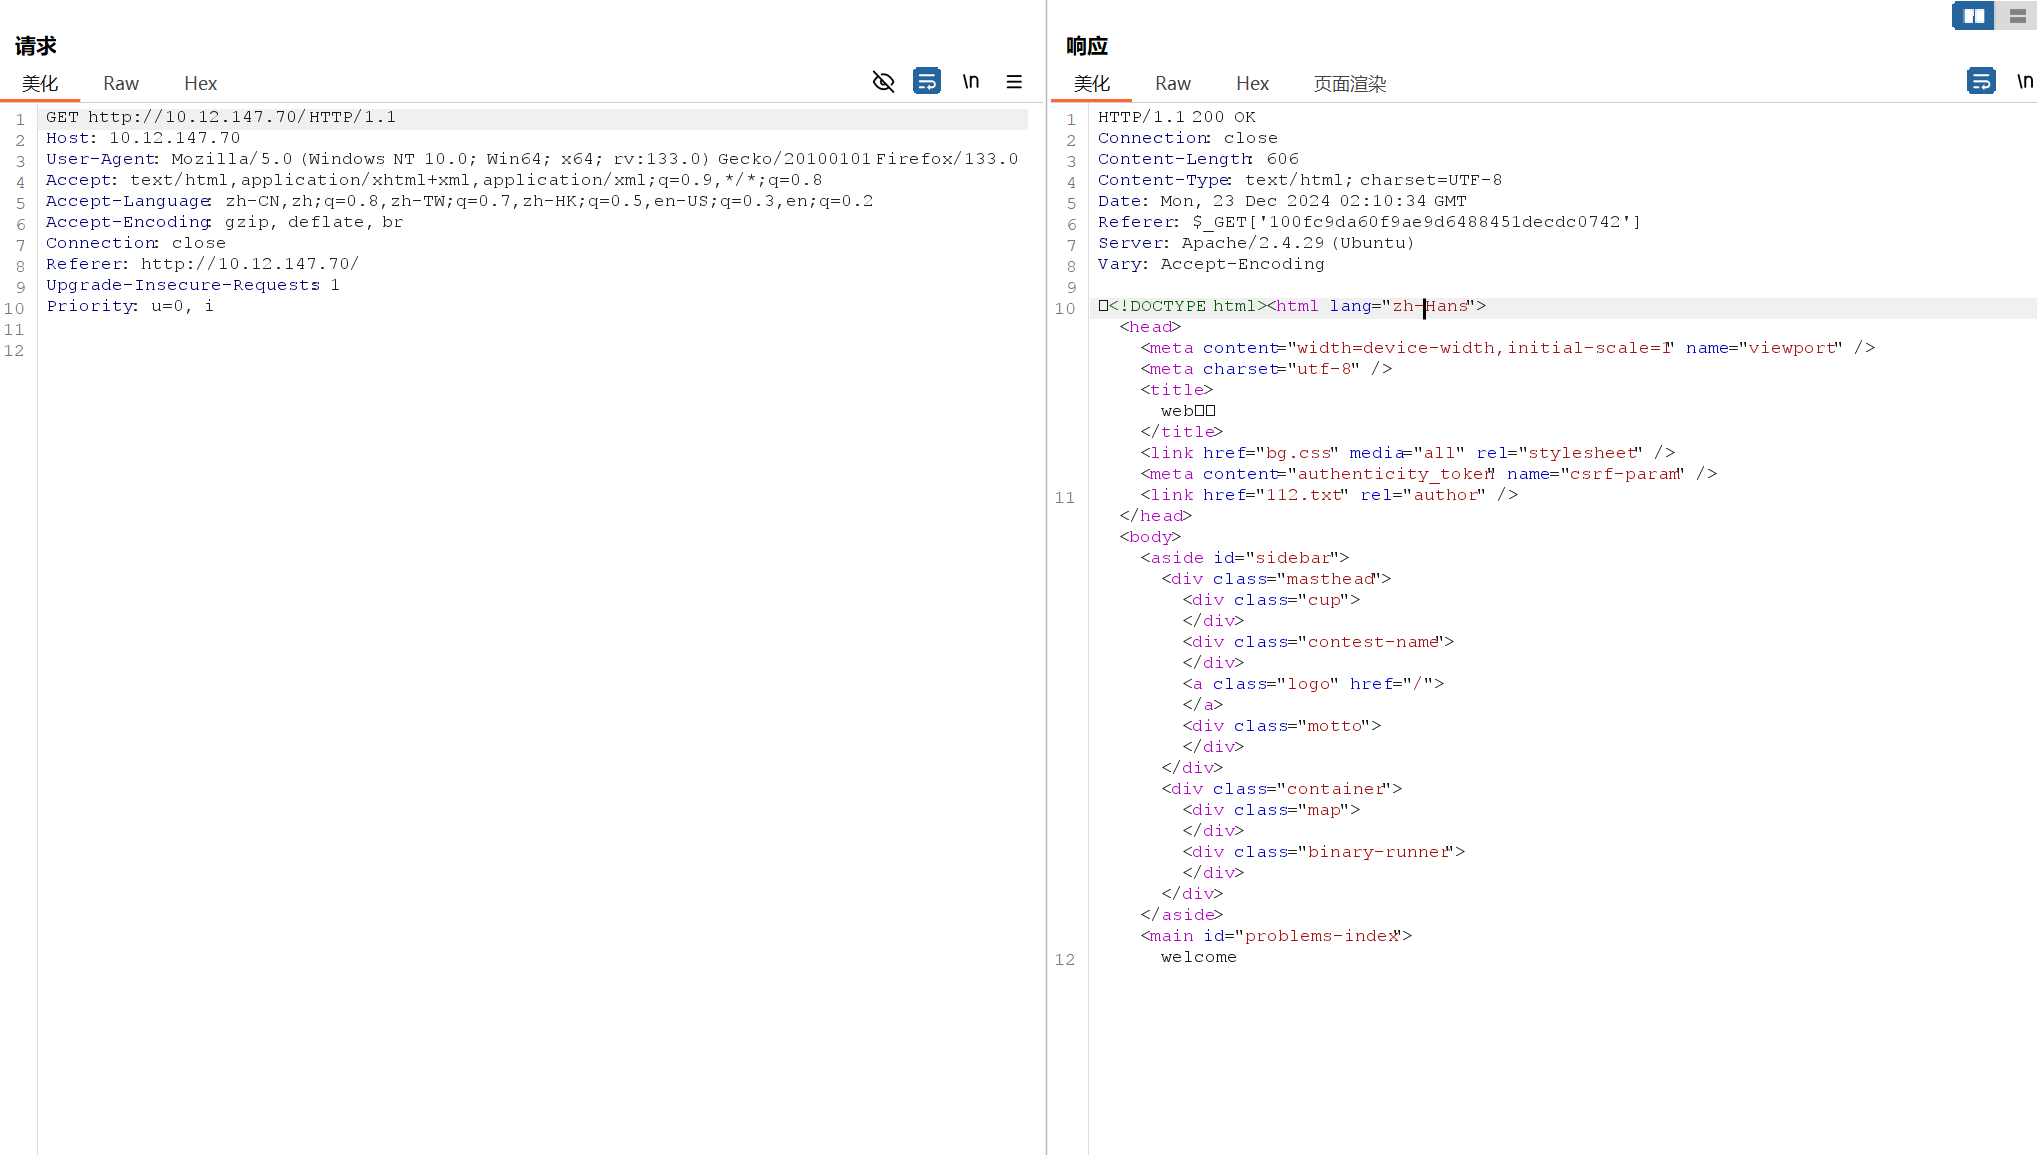 请求
美化 Raw Hex \n
1 GET http://10.12.147.70/ HTTP/1.1
2 Host: 10.12.147.70
3 User-Agent: Mozilla/5.0 (Windows NT 10.0; Win64; x64; rv:133.0) Gecko/20100101 Firefox/133.0
4 Accept: text/html,application/xhtml+xml,application/xml;q=0.9,*/*;q=0.8
5 Accept-Language: zh-CN,zh;q=0.8,zh-TW;q=0.7,zh-HK;q=0.5,en-US;q=0.3,en;q=0.2
6 Accept-Encoding: gzip, deflate, br
7 Connection: close
8 Referer: http://10.12.147.70/
9 Upgrade-Insecure-Requests: 1
10 Priority: u=0, i
11
12
响应
美化 Raw Hex 页面渲染 \n
1 HTTP/1.1 200 OK
2 Connection: close
3 Content-Length: 606
4 Content-Type: text/html; charset=UTF-8
5 Date: Mon, 23 Dec 2024 02:10:34 GMT
6 Referer: $_GET['100fc9da60f9ae9d6488451decdc0742']
7 Server: Apache/2.4.29 (Ubuntu)
8 Vary: Accept-Encoding
9
10 □<!DOCTYPE html><html lang="zh-Hans">
<head>
<meta content="width=device-width,initial-scale=1" name="viewport" />
<meta charset="utf-8" />
<title>
web□□
</title>
<link href="bg.css" media="all" rel="stylesheet" />
<meta content="authenticity_token" name="csrf-param" />
11 <link href="112.txt" rel="author" />
</head>
<body>
<aside id="sidebar">
<div class="masthead">
<div class="cup">
</div>
<div class="contest-name">
</div>
<a class="logo" href="/">
</a>
<div class="motto">
</div>
</div>
<div class="container">
<div class="map">
</div>
<div class="binary-runner">
</div>
</div>
</aside>
<main id="problems-index">
12 welcome